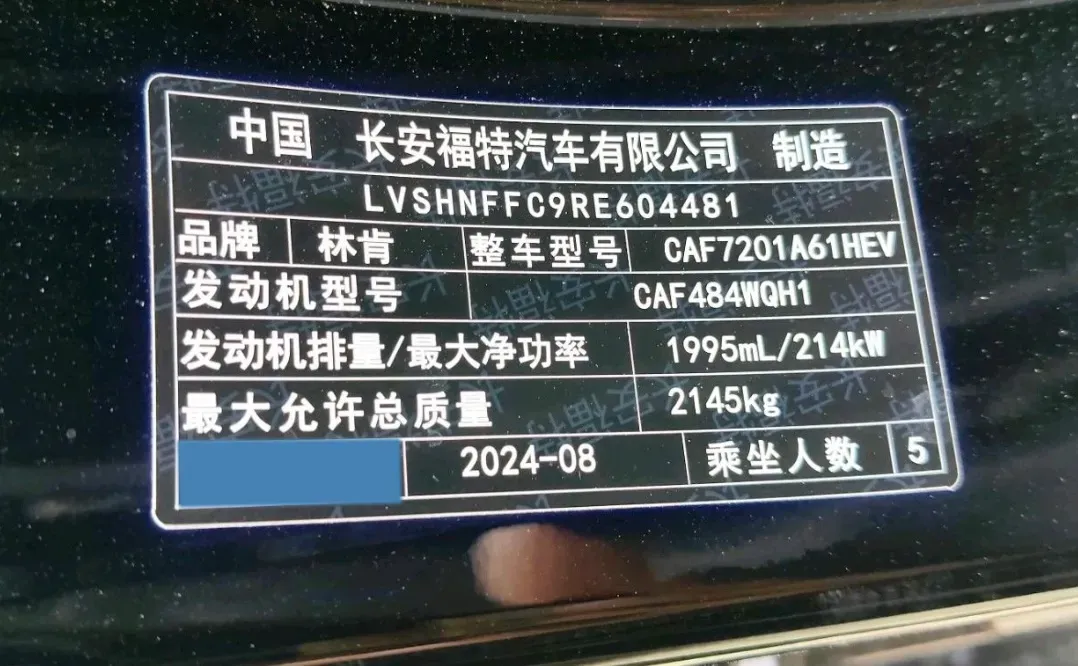 中国 长安福特汽车有限公司 制造
LVSHNFFC9RE604481
品牌 林肯 整车型号 CAF7201A61HEV
发动机型号 CAF484WQH1
发动机排量/最大净功率 1995mL/214kW
最大允许总质量 2145kg
2024-08 乘坐人数 5